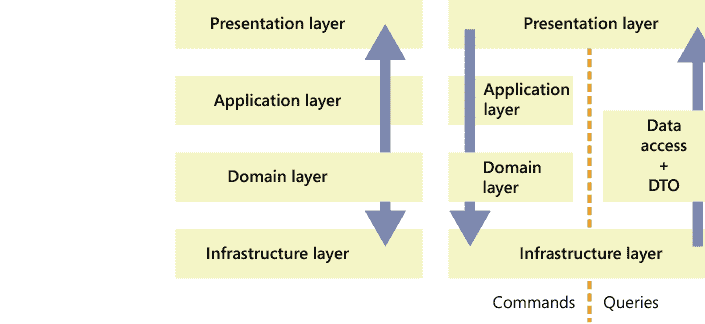 Presentation layer
Application layer
Domain layer
Infrastructure layer
Presentation layer
Application
layer
Domain
layer
Data
access
+
DTO
Infrastructure layer
Commands
Queries